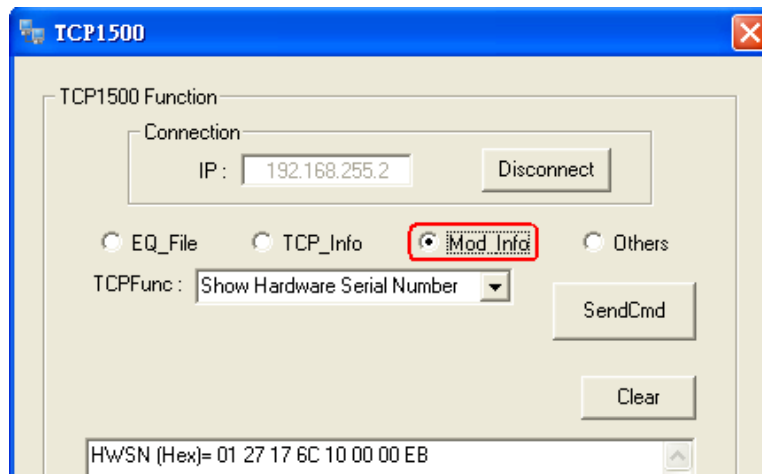 TCP1500
TCP1500 Function
Connection
IP : 192.168.255.2 Disconnect
EQ_File TCP_Info Mod_Info Others
TCPFunc : Show Hardware Serial Number
SendCmd
Clear
HWSN (Hex)= 01 27 17 6C 10 00 00 EB